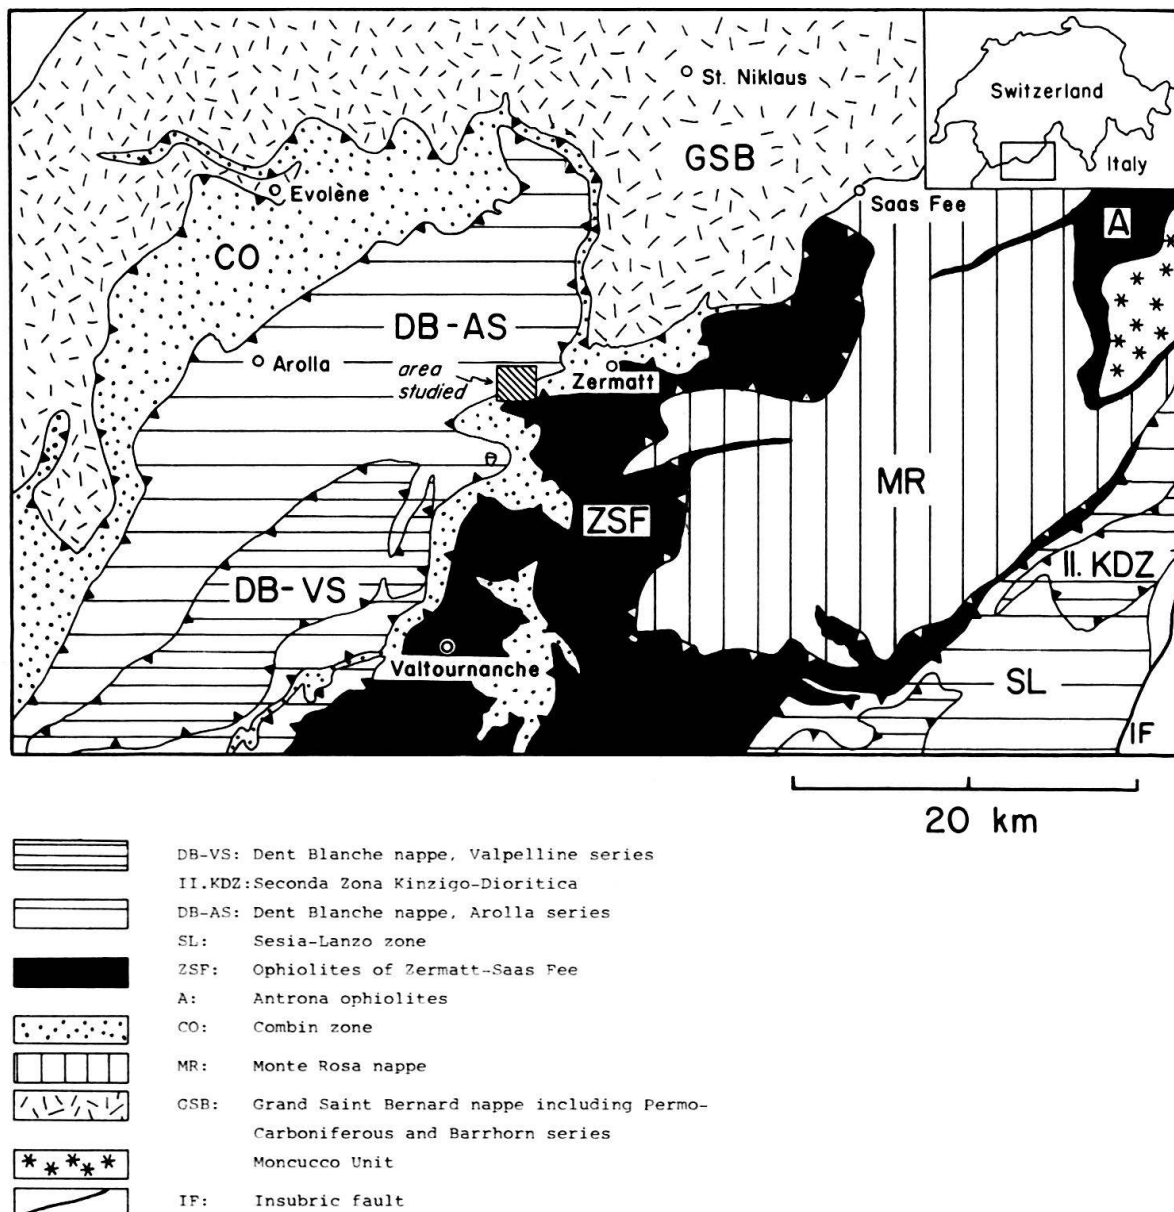 St. Niklaus
Switzerland
Italy
GSB
Evolène
Saas Fee
A
CO
DB-AS
Arolla
area
studied
Zermatt
MR
ZSF
II. KDZ
DB-VS
Valtournanche
SL
IF
20 km
DB-VS: Dent Blanche nappe, Valpelline series
II.KDZ: Seconda Zona Kinzigo-Dioritica
DB-AS: Dent Blanche nappe, Arolla series
SL: Sesia-Lanzo zone
ZSF: Ophiolites of Zermatt-Saas Fee
A: Antrona ophiolites
CO: Combin zone
MR: Monte Rosa nappe
GSB: Grand Saint Bernard nappe including Permo-
Carboniferous and Barrhorn series
Moncucco Unit
IF: Insubric fault